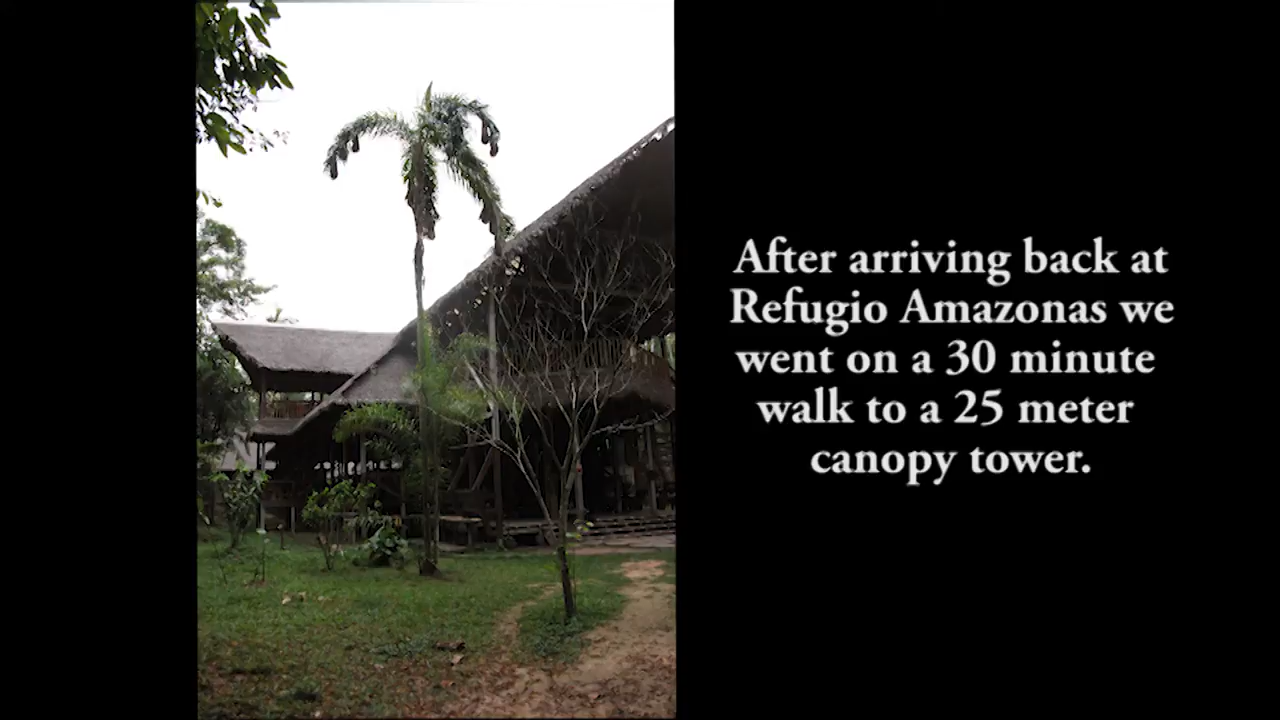 After arriving back at
Refugio Amazonas we
went on a 30 minute
walk to a 25 meter
canopy tower.